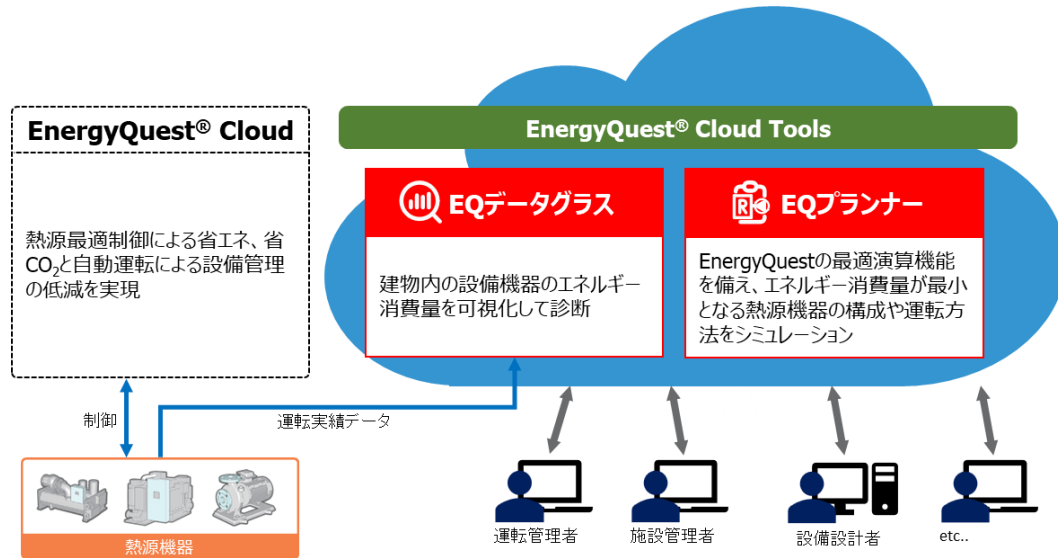 EnergyQuest® Cloud
熱源最適制御による省エネ、省
CO₂と自動運転による設備管理
の低減を実現
EnergyQuest® Cloud Tools
EQデータグラス
建物内の設備機器のエネルギー
消費量を可視化して診断
EQプランナー
EnergyQuestの最適演算機能
を備え、エネルギー消費量が最小
となる熱源機器の構成や運転方
法をシミュレーション
制御
運転実績データ
熱源機器
運転管理者
施設管理者
設備設計者
etc..